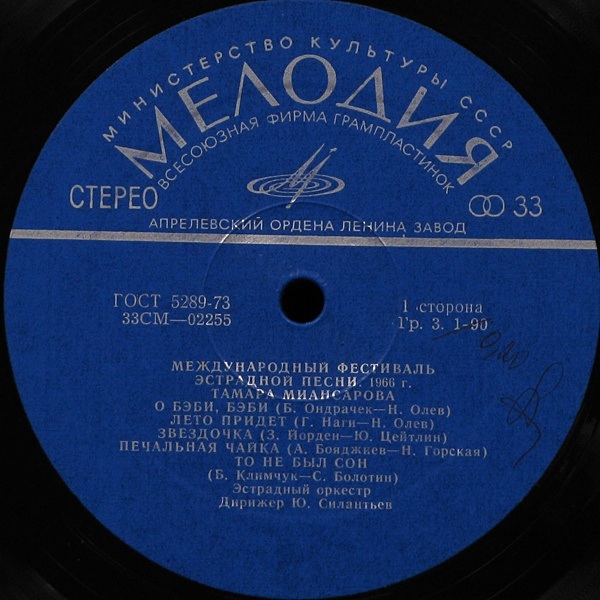 МИНИСТЕРСТВО КУЛЬТУРЫ СССР
МЕЛОДИЯ
ВСЕСОЮЗНАЯ ФИРМА ГРАМПЛАСТИНОК
СТЕРЕО
33
АПРЕЛЕВСКИЙ ОРДЕНА ЛЕНИНА ЗАВОД
ГОСТ 5289-73
33СМ—02255
1 сторона
Гр. 3. 1-90
МЕЖДУНАРОДНЫЙ ФЕСТИВАЛЬ
ЭСТРАДНОЙ ПЕСНИ 1966 г.
ТАМАРА МИАНСАРОВА
О БЭБИ, БЭБИ (Б. Ондрачек—Н. Олев)
ЛЕТО ПРИДЕТ (Г. Наги—Н. Олев)
ЗВЕЗДОЧКА (З. Йорден—Ю. Цейтлин)
ПЕЧАЛЬНАЯ ЧАЙКА (А. Бояджкев—Н. Горская)
ТО НЕ БЫЛ СОН
(Б. Климчук—С. Болотин)
Эстрадный оркестр
Дирижер Ю. Силантьев